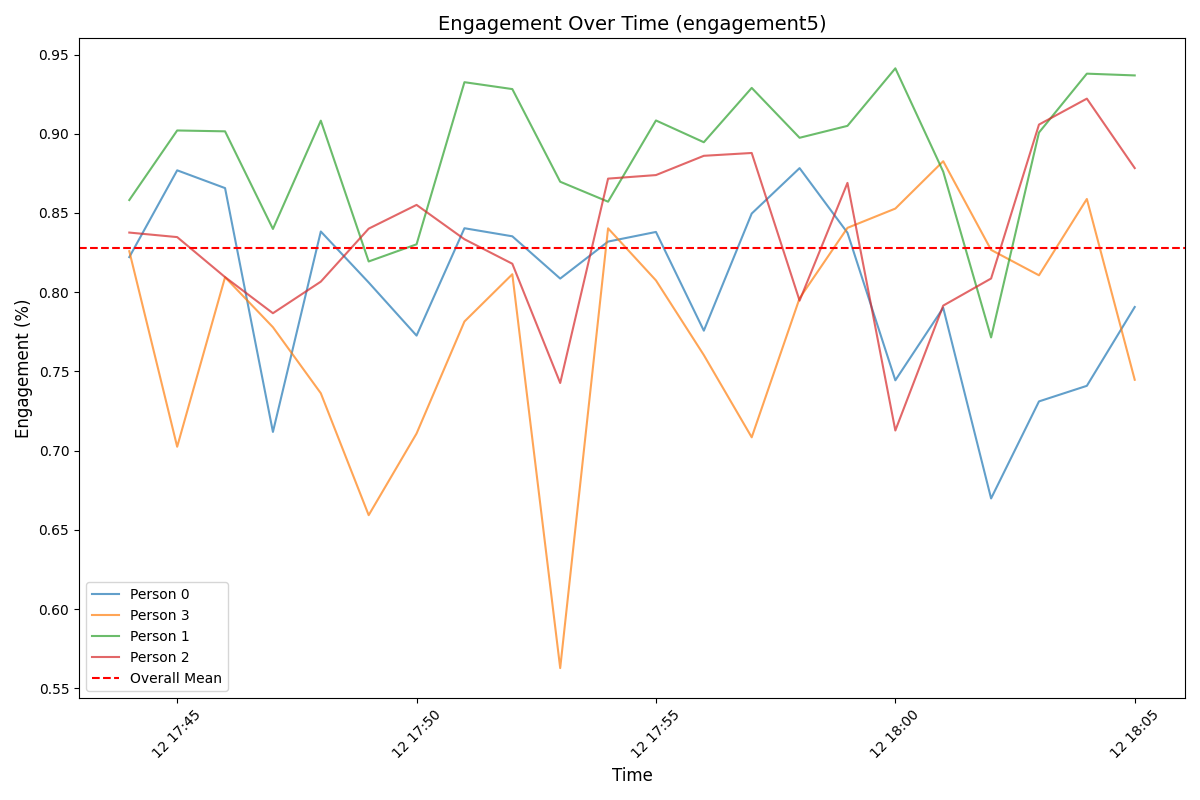 Engagement Over Time (engagement5)
Engagement (%)
0.95
0.90
0.85
0.80
0.75
0.70
0.65
0.60
0.55
Person 0
Person 3
Person 1
Person 2
Overall Mean
12 17:45
12 17:50
12 17:55
12 18:00
12 18:05
Time